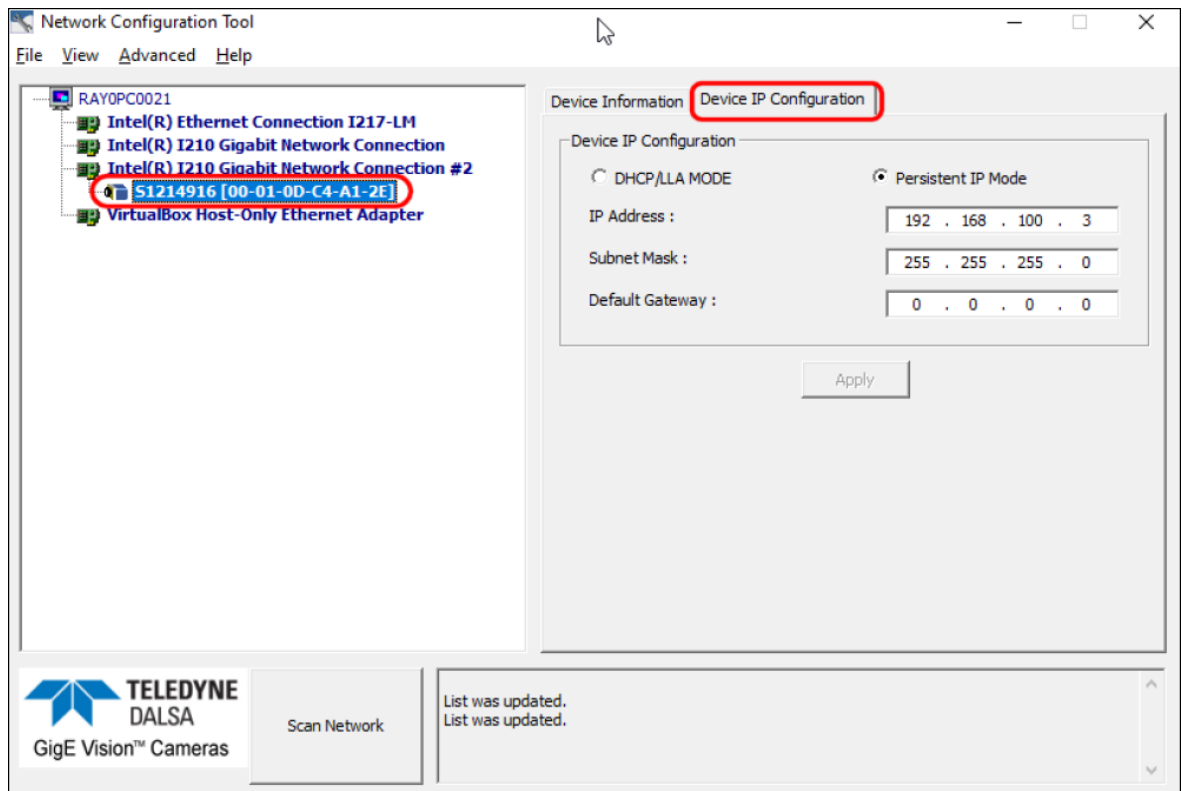 Network Configuration Tool
File View Advanced Help
RAY0PC0021
Intel(R) Ethernet Connection I217-LM
Intel(R) I210 Gigabit Network Connection
Intel(R) I210 Gigabit Network Connection #2
S1214916 [00-01-0D-C4-A1-2E]
VirtualBox Host-Only Ethernet Adapter
Device Information Device IP Configuration
Device IP Configuration
DHCP/LLA MODE Persistent IP Mode
IP Address : 192 . 168 . 100 . 3
Subnet Mask : 255 . 255 . 255 . 0
Default Gateway : 0 . 0 . 0 . 0
Apply
TELEDYNE
DALSA
GigE Vision™ Cameras
Scan Network
List was updated.
List was updated.